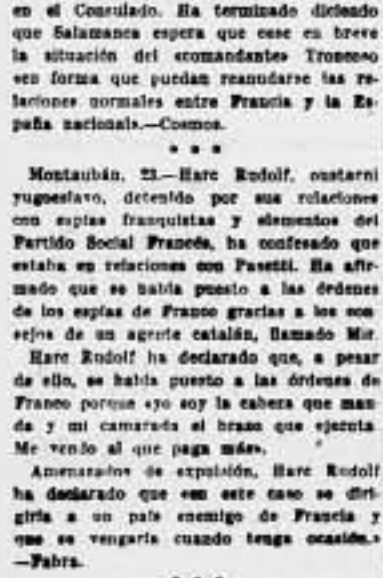 en el Consulado. Ha terminado diciendo
que Salamanca espera que cese en breve
la situación del «comandante» Troncoso
«en forma que puedan reanudarse las re-
laciones normales entre Francia y la Es-
paña nacional».—Cosmos.
* * *
Montaubán, 23.—Harc Rudolf,
yugoeslavo, detenido por sus relaciones
con espías franquistas y elementos del
Partido Social Francés, ha confesado que
estaba en relaciones con Pasetti. Ha afir-
mado que se había puesto a las órdenes
de los espías de Franco gracias a los con-
sejos de un agente catalán, llamado
Harc Rudolf ha declarado que, a pesar
de ello, se había puesto a las órdenes de
Franco porque «yo soy la cabeza que man-
da y mi camarada el brazo que ejecuta.
Me vendo al que paga más».
Amenazados de expulsión, Harc Rudolf
ha declarado que «en este caso se diri-
giría a un país enemigo de Francia y
que se vengaría cuando tenga ocasión.»
—Fabra.